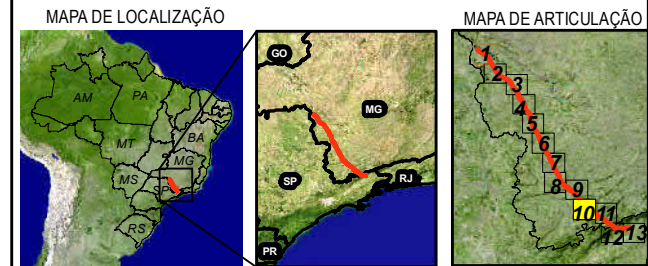 MAPA DE LOCALIZAÇÃO
AM
PA
MT
BA
MG
MS
SP
RS
GO
MG
SP
RJ
PR
MAPA DE ARTICULAÇÃO
1
2
3
4
5
6
7
8
9
10
11
12
13